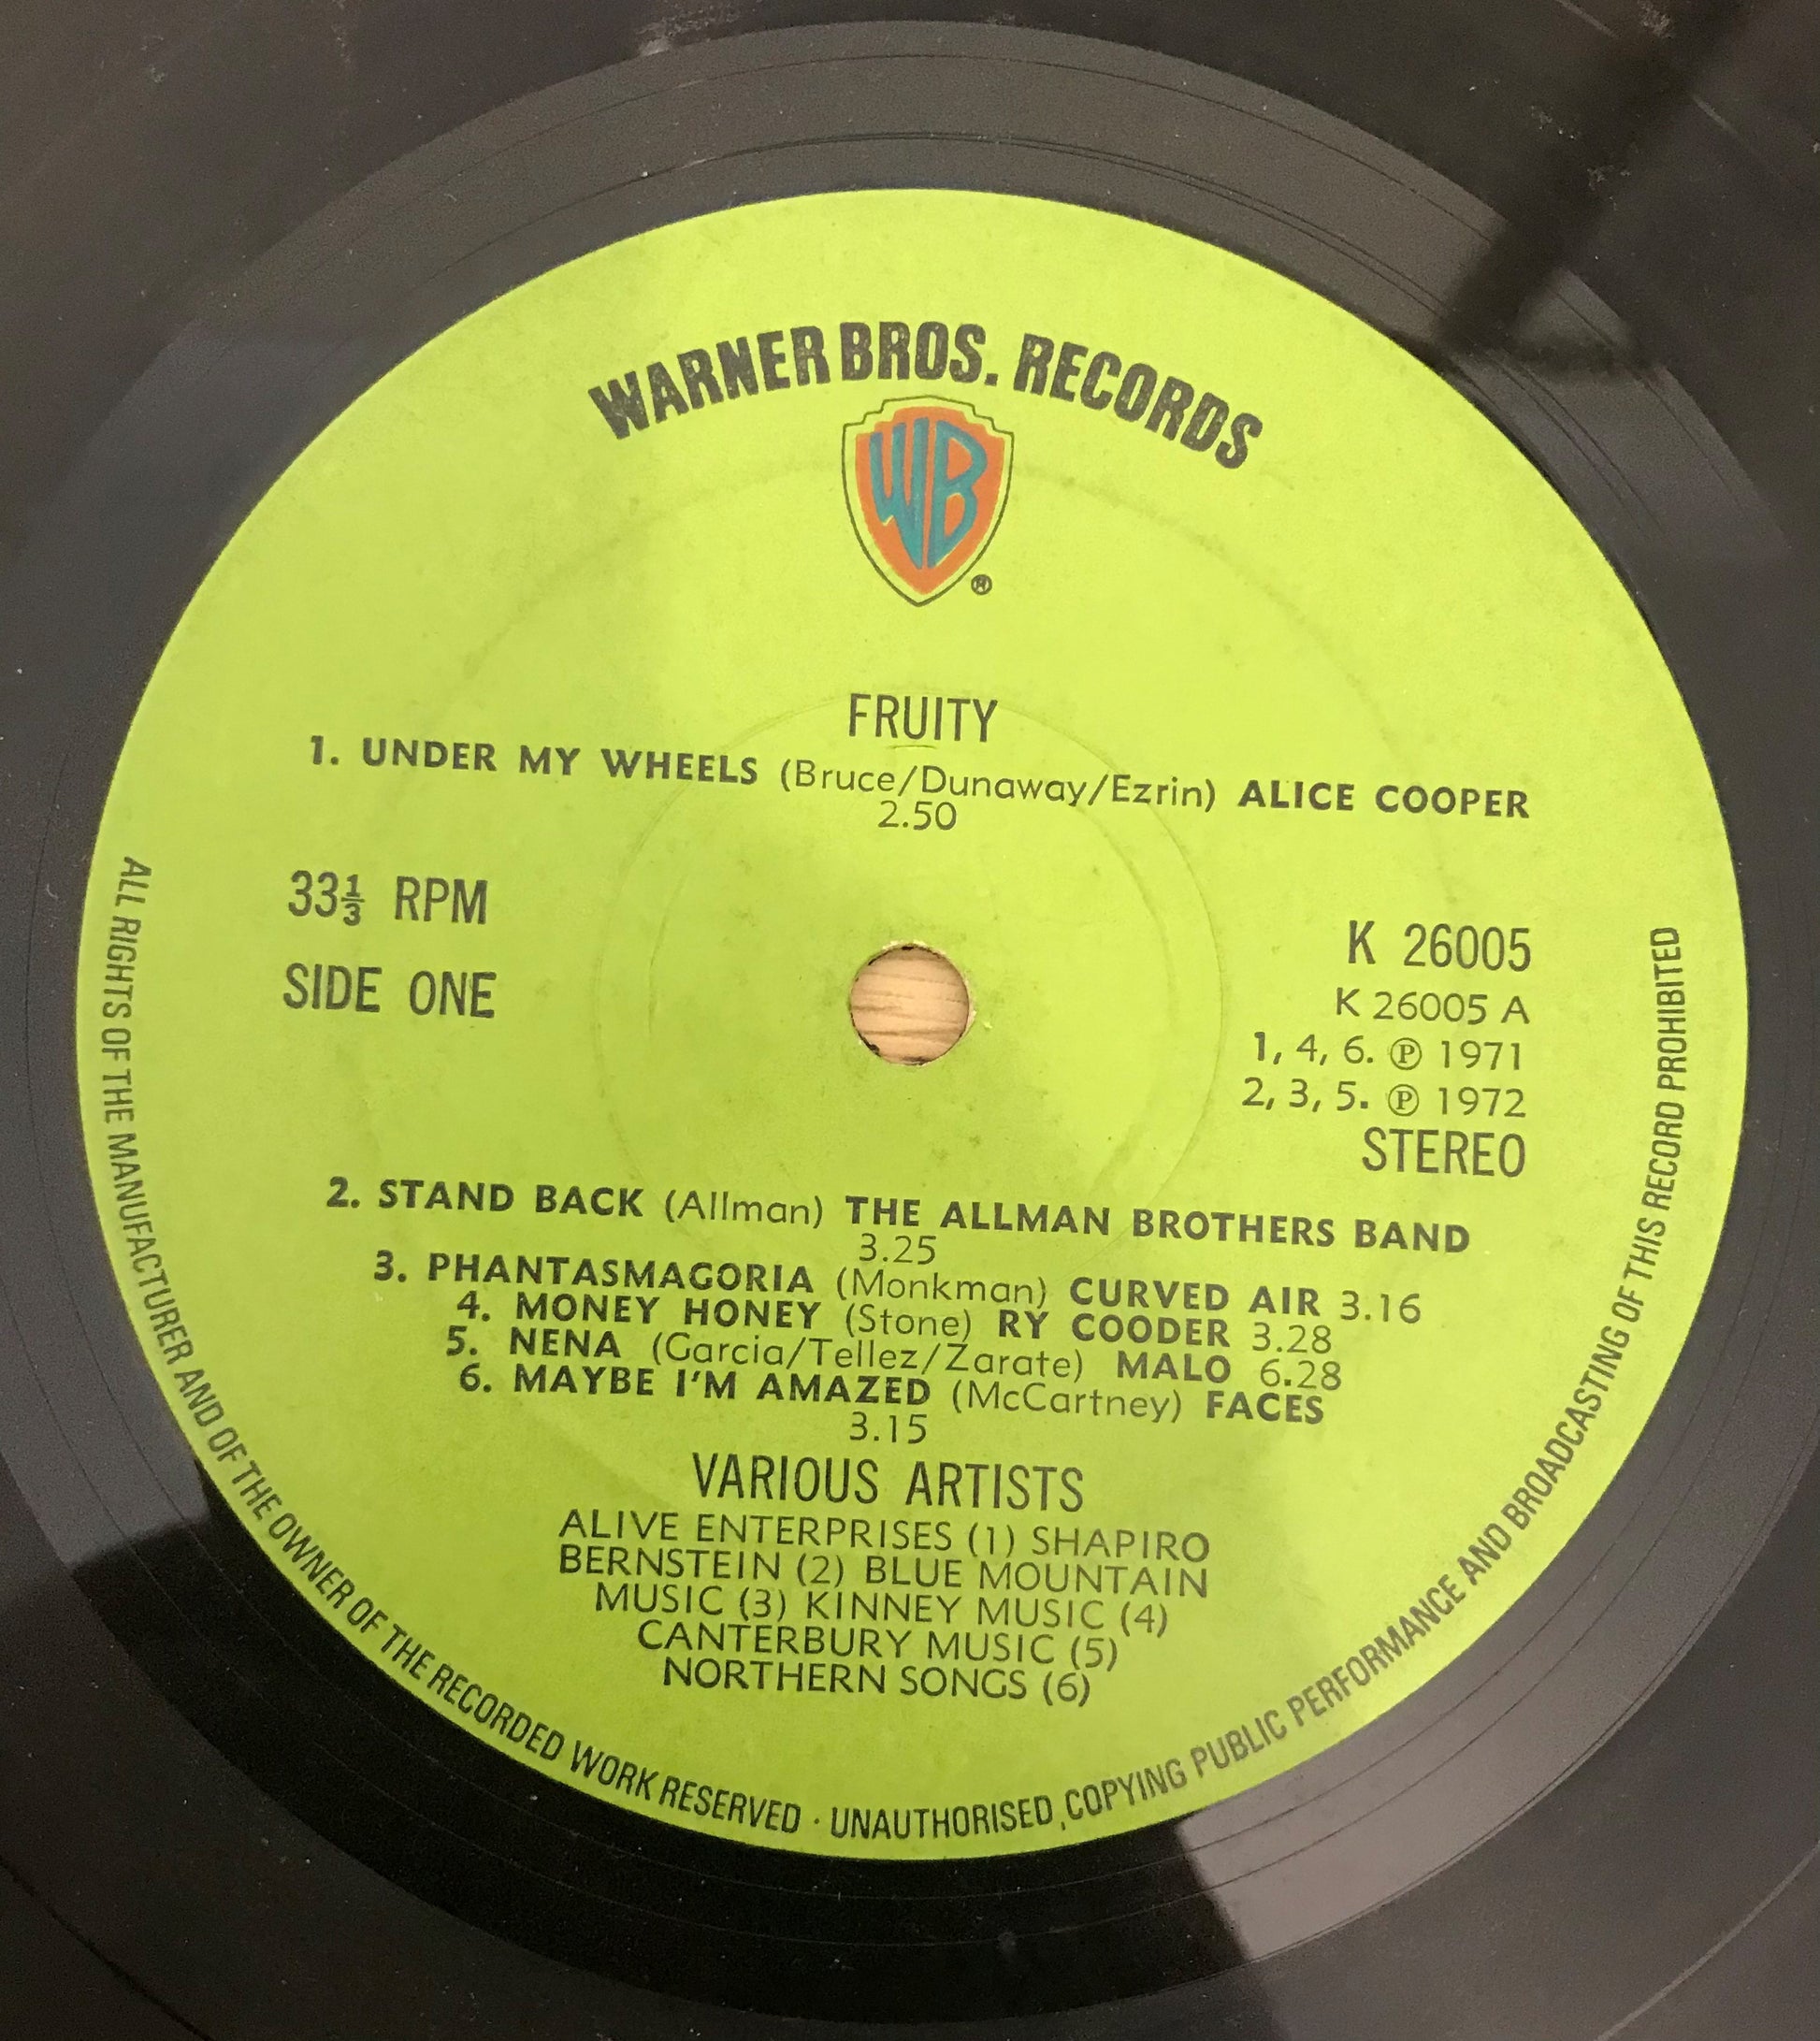 WARNER BROS. RECORDS
WB
®
FRUITY
1. UNDER MY WHEELS (Bruce/Dunaway/Ezrin) ALICE COOPER
2.50
33⅓ RPM
SIDE ONE
K 26005
K 26005 A
1, 4, 6. ℗ 1971
2, 3, 5. ℗ 1972
STEREO
2. STAND BACK (Allman) THE ALLMAN BROTHERS BAND
3.25
3. PHANTASMAGORIA (Monkman) CURVED AIR 3.16
4. MONEY HONEY (Stone) RY COODER 3.28
5. NENA (Garcia/Tellez/Zarate) MALO 6.28
6. MAYBE I'M AMAZED (McCartney) FACES
3.15
VARIOUS ARTISTS
ALIVE ENTERPRISES (1) SHAPIRO
BERNSTEIN (2) BLUE MOUNTAIN
MUSIC (3) KINNEY MUSIC (4)
CANTERBURY MUSIC (5)
NORTHERN SONGS (6)
ALL RIGHTS OF THE MANUFACTURER AND OF THE OWNER OF THE RECORDED WORK RESERVED · UNAUTHORISED, COPYING PUBLIC PERFORMANCE AND BROADCASTING OF THIS RECORD PROHIBITED